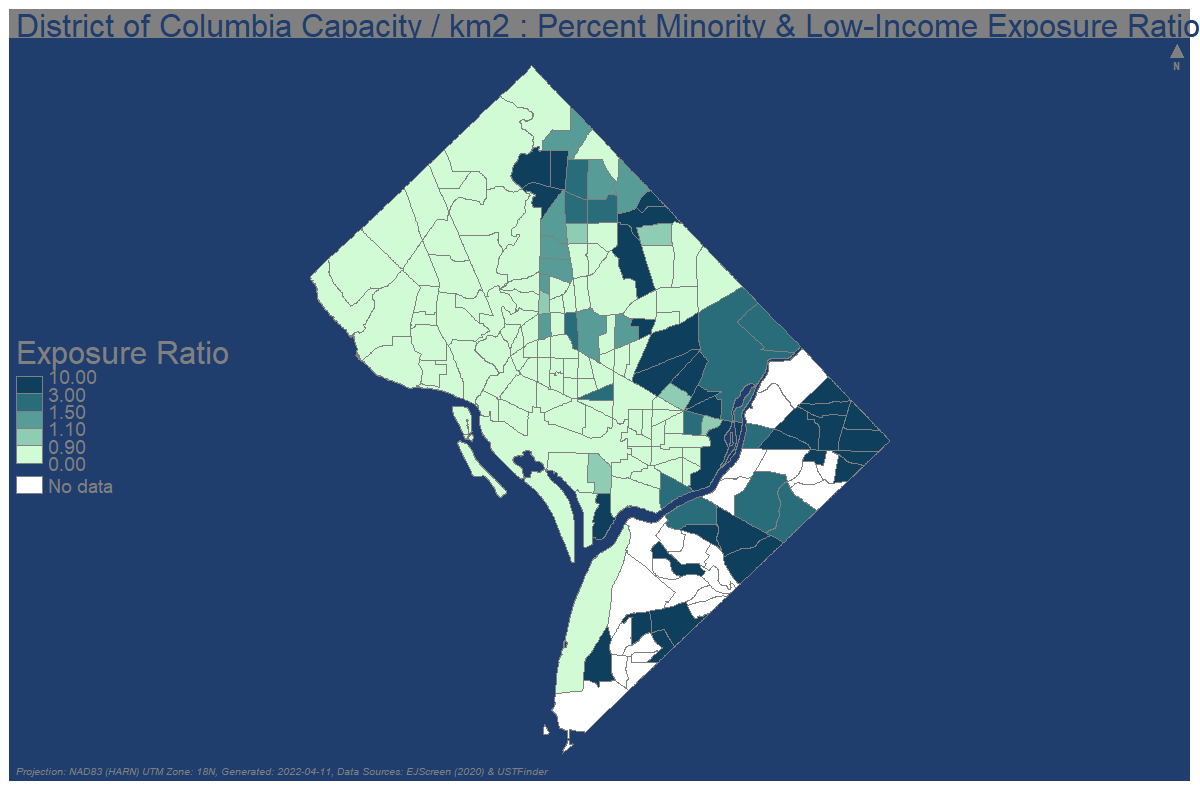 District of Columbia Capacity / km2 : Percent Minority & Low-Income Exposure Ratio
N
Exposure Ratio
10.00
3.00
1.50
1.10
0.90
0.00
No data
Projection: NAD83 (HARN) UTM Zone: 18N, Generated: 2022-04-11, Data Sources: EJScreen (2020) & USTFinder